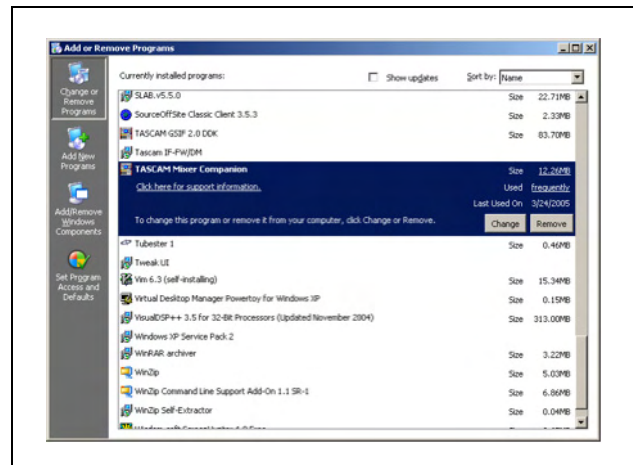 Add or Remove Programs
Change or
Remove
Programs
Add New
Programs
Add/Remove
Windows
Components
Set Program
Access and
Defaults
Currently installed programs: Show updates Sort by: Name
SLAB.v5.5.0 Size 22.71MB
SourceOffSite Classic Client 3.5.3 Size 2.33MB
TASCAM GSIF 2.0 DDK Size 83.70MB
Tascam IF-FW/DM
TASCAM Mixer Companion Size 12.26MB
Click here for support information. Used frequently
Last Used On 3/24/2005
To change this program or remove it from your computer, click Change or Remove. Change Remove
Tubester 1 Size 0.46MB
Tweak UI
Vim 6.3 (self-installing) Size 15.34MB
Virtual Desktop Manager Powertoy for Windows XP Size 0.15MB
VisualDSP++ 3.5 for 32-Bit Processors (Updated November 2004) Size 313.00MB
Windows XP Service Pack 2
WinRAR archiver Size 3.22MB
WinZip Size 5.03MB
WinZip Command Line Support Add-On 1.1 SR-1 Size 6.86MB
WinZip Self-Extractor Size 0.04MB